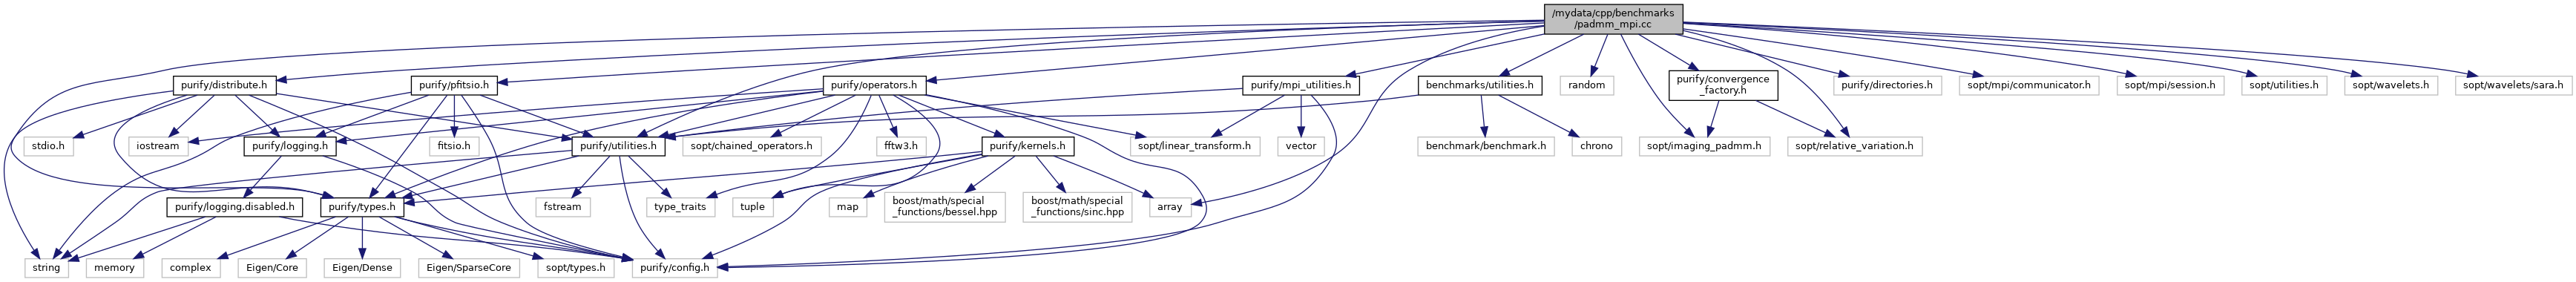 /mydata/cpp/benchmarks
/padmm_mpi.cc
purify/distribute.h
purify/pfitsio.h
purify/operators.h
purify/mpi_utilities.h
benchmarks/utilities.h
random
purify/convergence
_factory.h
purify/directories.h
sopt/mpi/communicator.h
sopt/mpi/session.h
sopt/utilities.h
sopt/wavelets.h
sopt/wavelets/sara.h
stdio.h
iostream
purify/logging.h
fitsio.h
purify/utilities.h
sopt/chained_operators.h
fftw3.h
purify/kernels.h
sopt/linear_transform.h
vector
benchmark/benchmark.h
chrono
sopt/imaging_padmm.h
sopt/relative_variation.h
purify/logging.disabled.h
purify/types.h
fstream
type_traits
tuple
map
boost/math/special
_functions/bessel.hpp
boost/math/special
_functions/sinc.hpp
array
string
memory
complex
Eigen/Core
Eigen/Dense
Eigen/SparseCore
sopt/types.h
purify/config.h